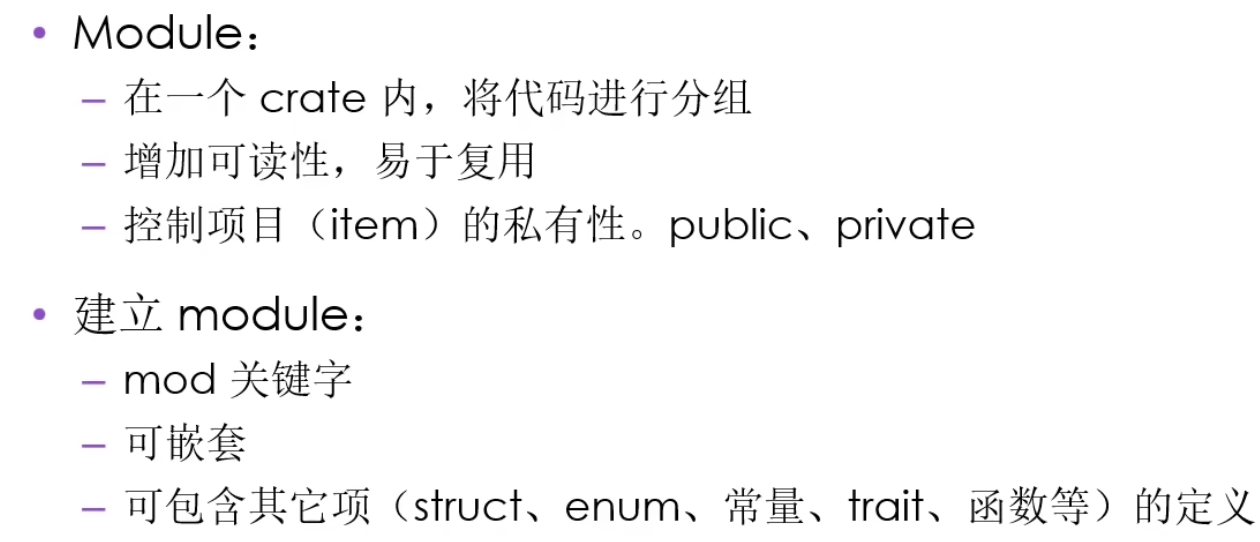 • Module：
– 在一个 crate 内，将代码进行分组
– 增加可读性，易于复用
– 控制项目（item）的私有性。public、private
• 建立 module：
– mod 关键字
– 可嵌套
– 可包含其它项（struct、enum、常量、trait、函数等）的定义